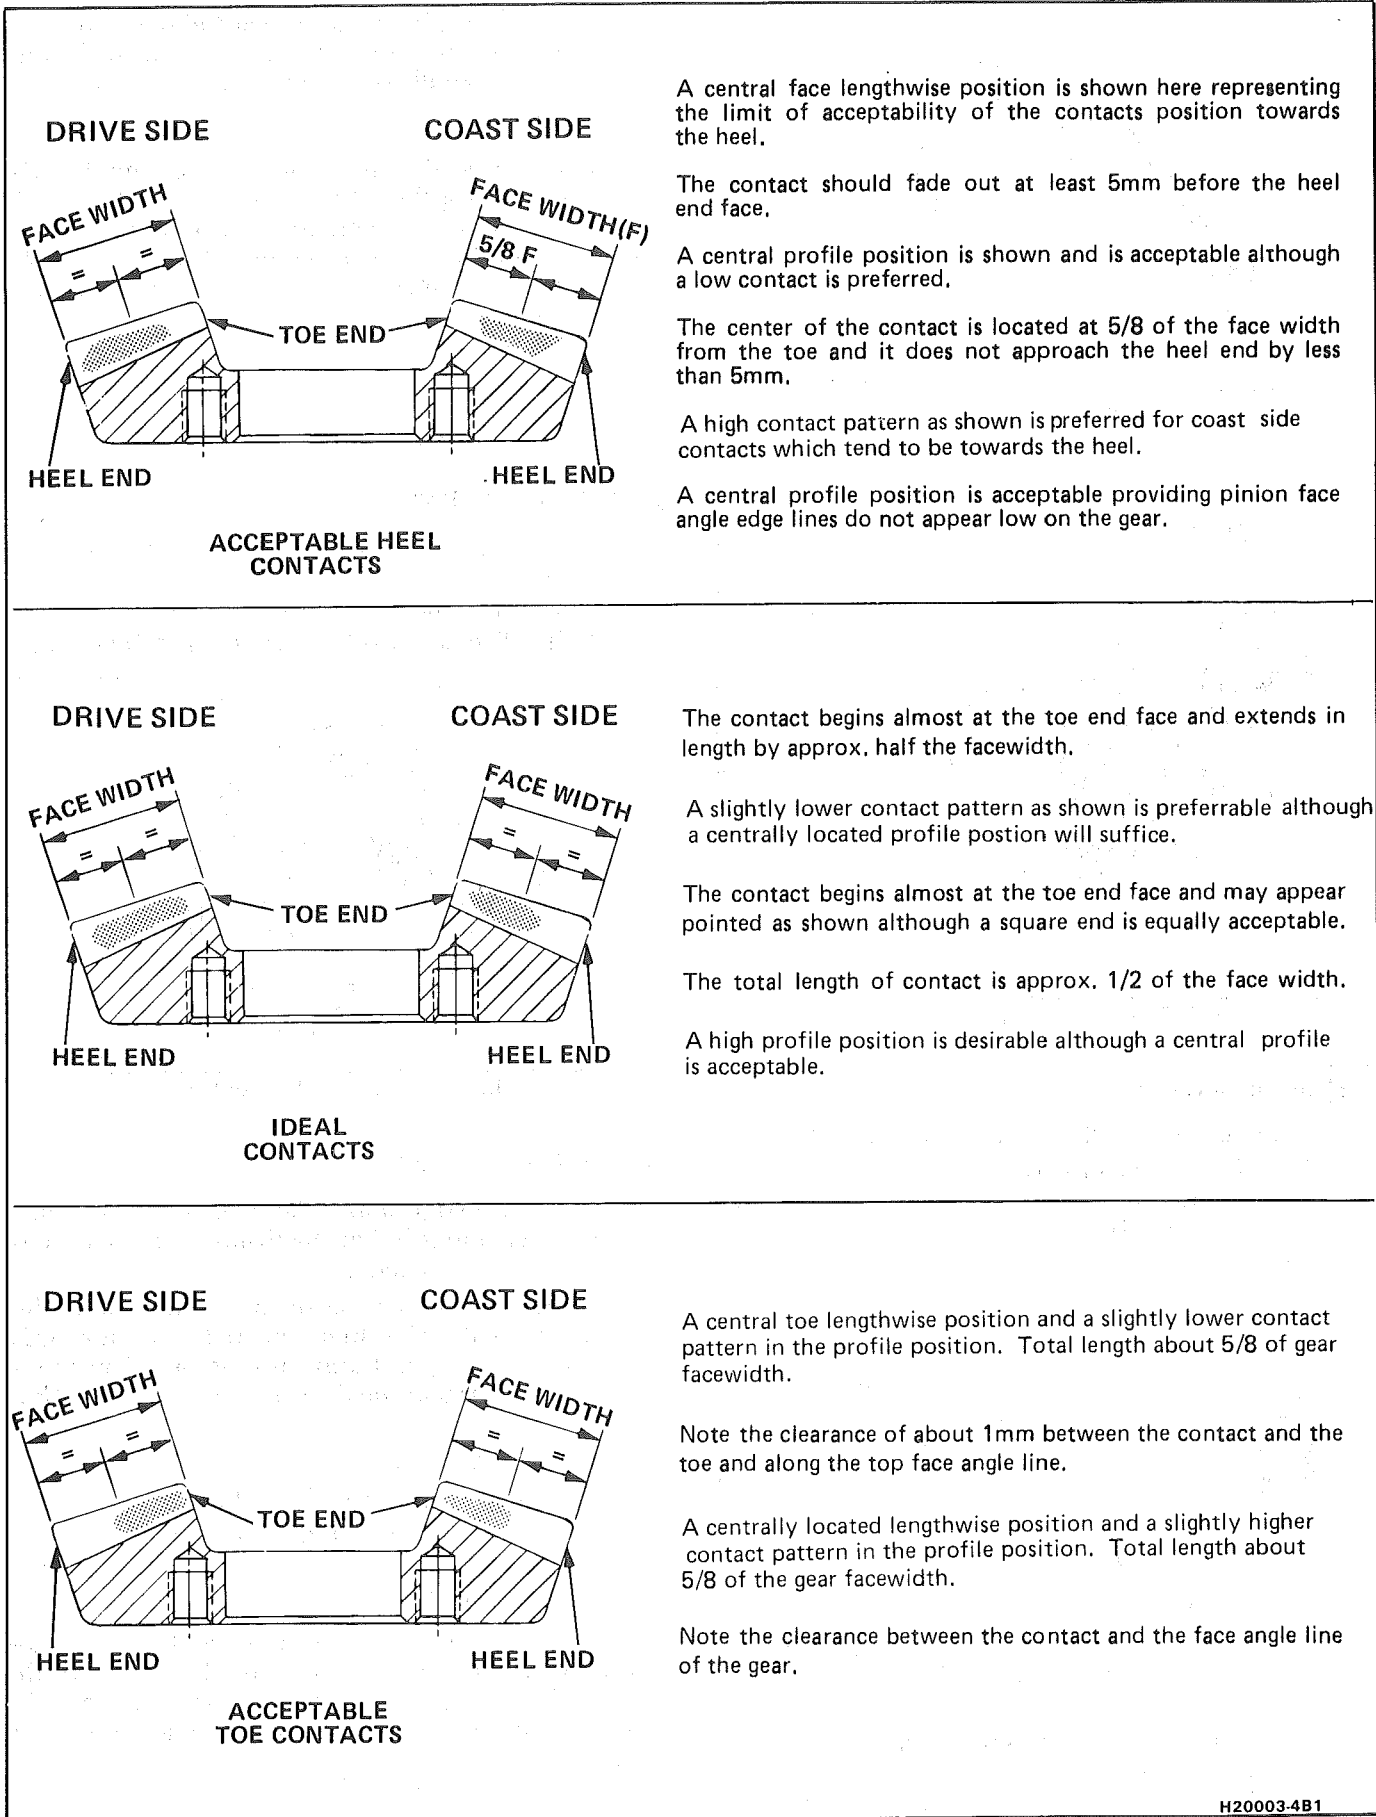 DRIVE SIDE
COAST SIDE
FACE WIDTH
=
=
FACE WIDTH(F)
5/8 F
TOE END
HEEL END
HEEL END
ACCEPTABLE HEEL
CONTACTS
A central face lengthwise position is shown here representing
the limit of acceptability of the contacts position towards
the heel.
The contact should fade out at least 5mm before the heel
end face.
A central profile position is shown and is acceptable although
a low contact is preferred.
The center of the contact is located at 5/8 of the face width
from the toe and it does not approach the heel end by less
than 5mm.
A high contact pattern as shown is preferred for coast side
contacts which tend to be towards the heel.
A central profile position is acceptable providing pinion face
angle edge lines do not appear low on the gear.
DRIVE SIDE
COAST SIDE
FACE WIDTH
=
=
FACE WIDTH
=
=
TOE END
HEEL END
HEEL END
IDEAL
CONTACTS
The contact begins almost at the toe end face and extends in
length by approx. half the facewidth.
A slightly lower contact pattern as shown is preferrable although
a centrally located profile postion will suffice.
The contact begins almost at the toe end face and may appear
pointed as shown although a square end is equally acceptable.
The total length of contact is approx. 1/2 of the face width.
A high profile position is desirable although a central profile
is acceptable.
DRIVE SIDE
COAST SIDE
FACE WIDTH
=
=
FACE WIDTH
=
=
TOE END
HEEL END
HEEL END
ACCEPTABLE
TOE CONTACTS
A central toe lengthwise position and a slightly lower contact
pattern in the profile position. Total length about 5/8 of gear
facewidth.
Note the clearance of about 1mm between the contact and the
toe and along the top face angle line.
A centrally located lengthwise position and a slightly higher
contact pattern in the profile position. Total length about
5/8 of the gear facewidth.
Note the clearance between the contact and the face angle line
of the gear.
H20003-4B1